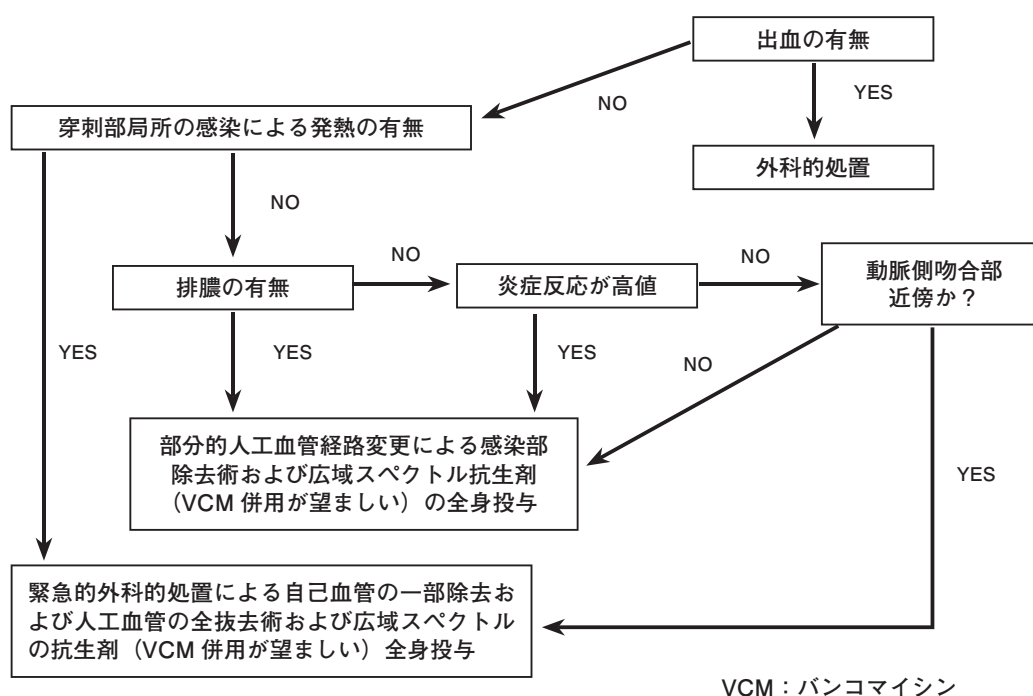 出血の有無
NO
YES
穿刺部局所の感染による発熱の有無
外科的処置
NO
排膿の有無
NO
炎症反応が高値
NO
動脈側吻合部
近傍か？
YES
YES
YES
NO
部分的人工血管経路変更による感染部
除去術および広域スペクトル抗生剤
（VCM 併用が望ましい）の全身投与
YES
緊急的外科的処置による自己血管の一部除去お
よび人工血管の全抜去術および広域スペクトル
の抗生剤（VCM 併用が望ましい）全身投与
VCM：バンコマイシン